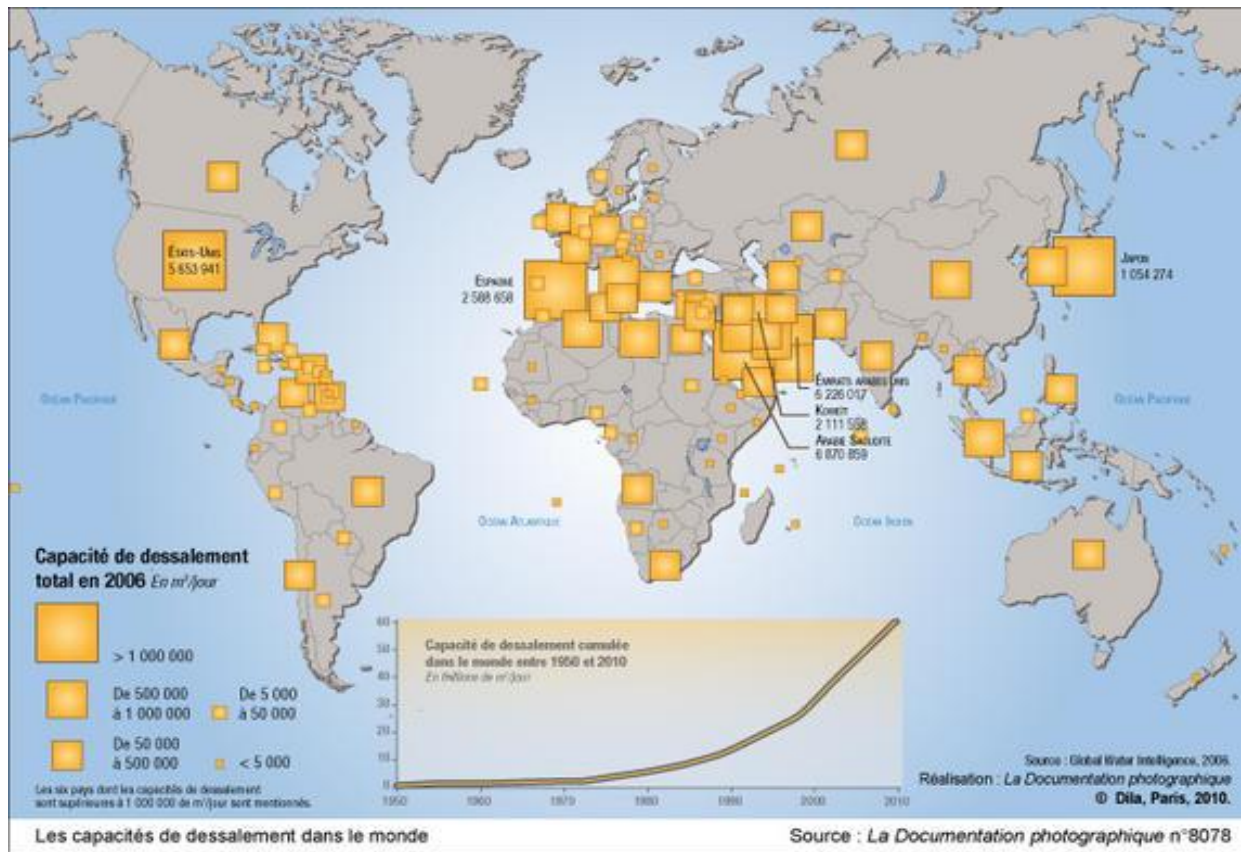 États-Unis
5 653 941
Espagne
2 588 658
Japon
1 054 274
Émirats arabes unis
6 226 017
Koweït
2 111 558
Arabie Saoudite
6 870 859
Océan Pacifique
Océan Pacifique
Océan Atlantique
Océan Indien
Capacité de dessalement
total en 2006 En m³/jour
> 1 000 000
De 500 000
à 1 000 000
De 5 000
à 50 000
De 50 000
à 500 000
< 5 000
Les six pays dont les capacités de dessalement
sont supérieures à 1 000 000 de m³/jour sont mentionnés.
Capacité de dessalement cumulée
dans le monde entre 1950 et 2010
En millions de m³/jour
60
50
40
30
20
10
0
1950 1960 1970 1980 1990 2000 2010
Source : Global Water Intelligence, 2006.
Réalisation : La Documentation photographique
© Dila, Paris, 2010.
Les capacités de dessalement dans le monde
Source : La Documentation photographique n°8078